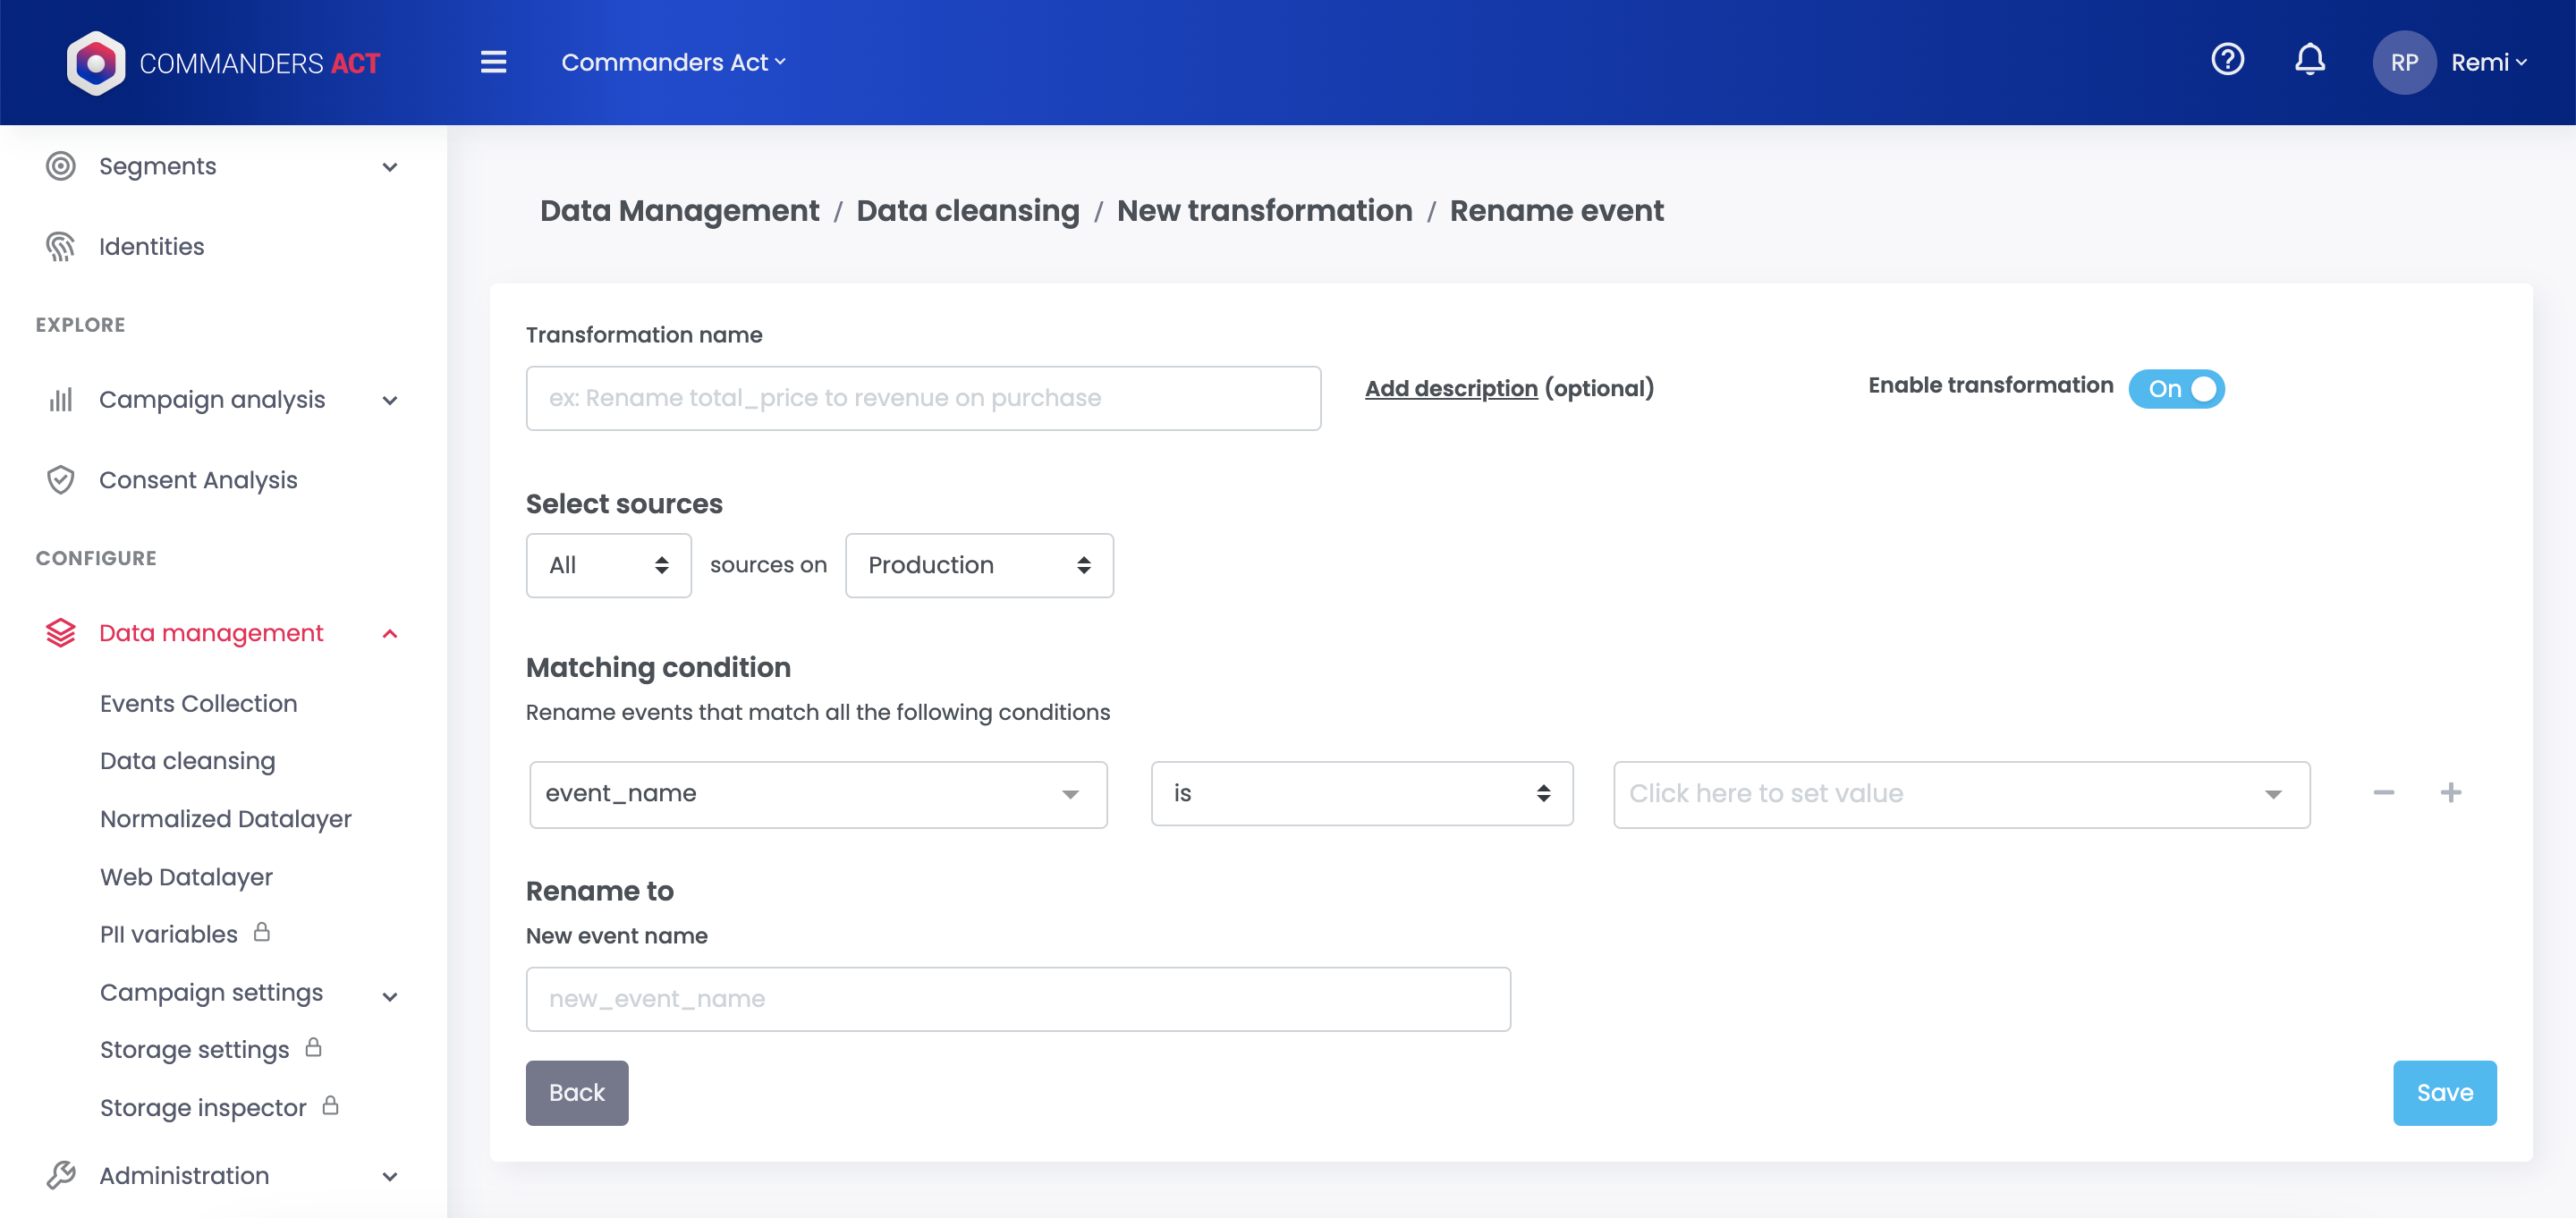 COMMANDERS ACT
Commanders Act
RP
Remi
Segments
Identities
EXPLORE
Campaign analysis
Consent Analysis
CONFIGURE
Data management
Events Collection
Data cleansing
Normalized Datalayer
Web Datalayer
PII variables
Campaign settings
Storage settings
Storage inspector
Administration
Data Management / Data cleansing / New transformation / Rename event
Transformation name
ex: Rename total_price to revenue on purchase
Add description (optional)
Enable transformation
On
Select sources
All
sources on
Production
Matching condition
Rename events that match all the following conditions
event_name
is
Click here to set value
Rename to
New event name
new_event_name
Back
Save